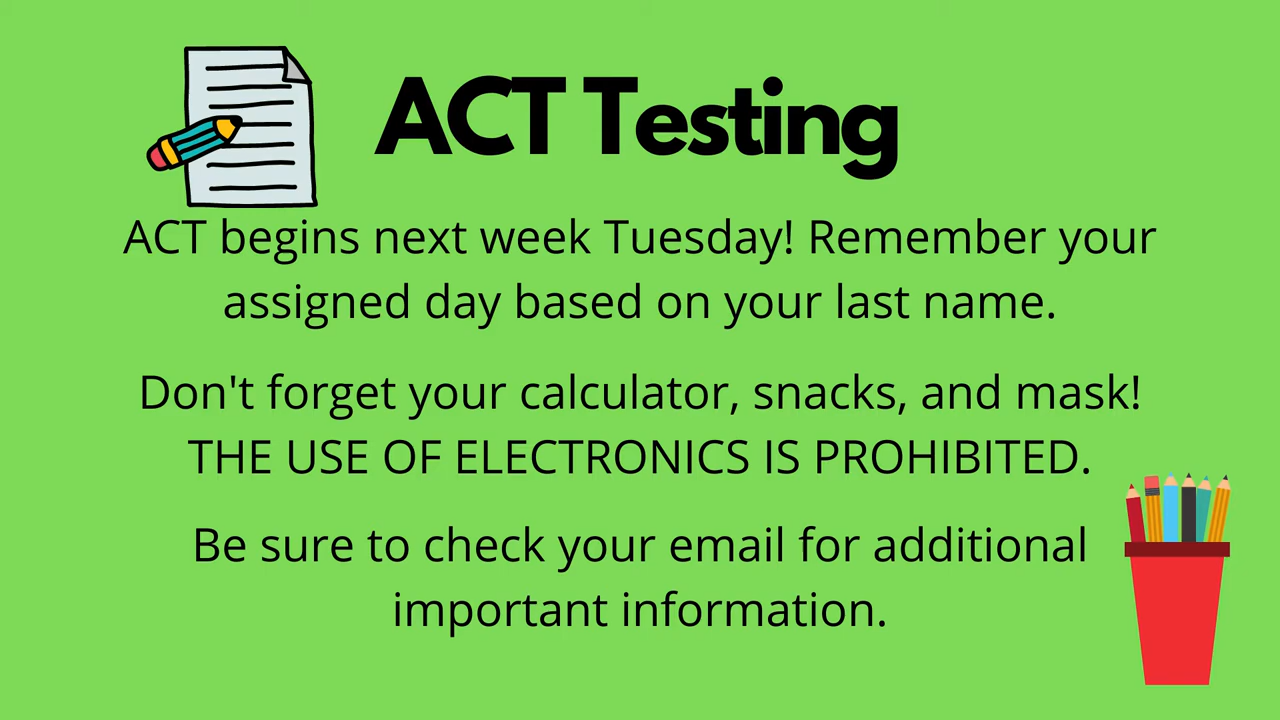 ACT Testing
ACT begins next week Tuesday! Remember your
assigned day based on your last name.
Don't forget your calculator, snacks, and mask!
THE USE OF ELECTRONICS IS PROHIBITED.
Be sure to check your email for additional
important information.